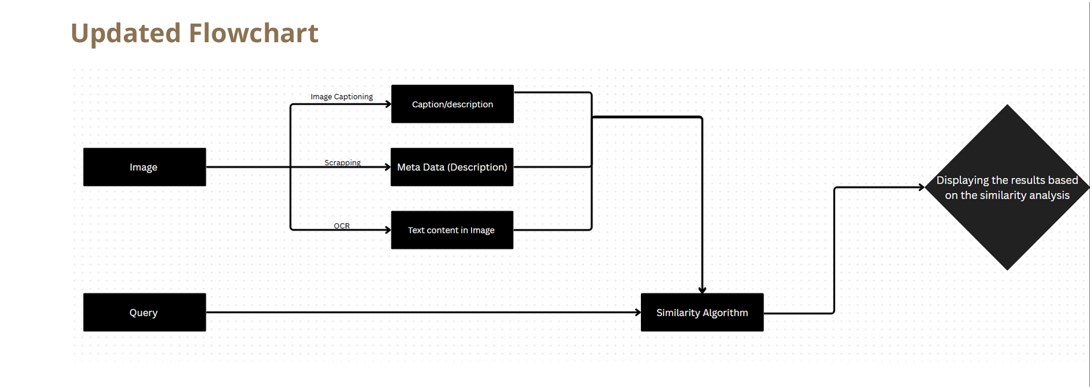 Updated Flowchart
Image Captioning
Caption/description
Image
Scrapping
Meta Data (Description)
OCR
Text content in Image
Query
Similarity Algorithm
Displaying the results based
on the similarity analysis